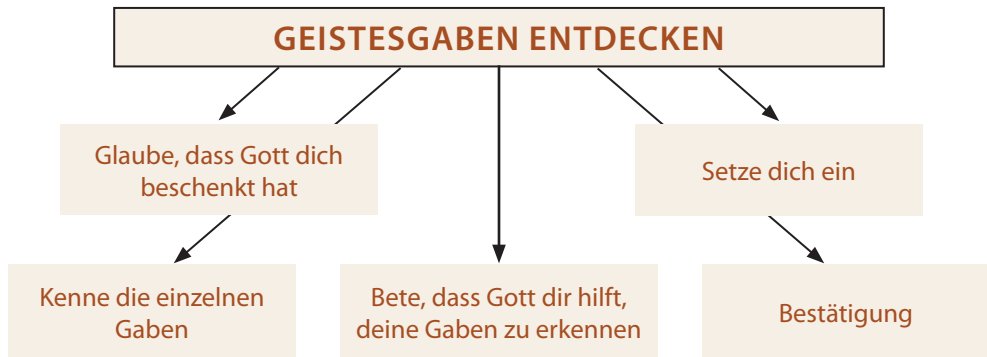 GEISTESGABEN ENTDECKEN
Glaube, dass Gott dich
beschenkt hat
Setze dich ein
Kenne die einzelnen
Gaben
Bete, dass Gott dir hilft,
deine Gaben zu erkennen
Bestätigung